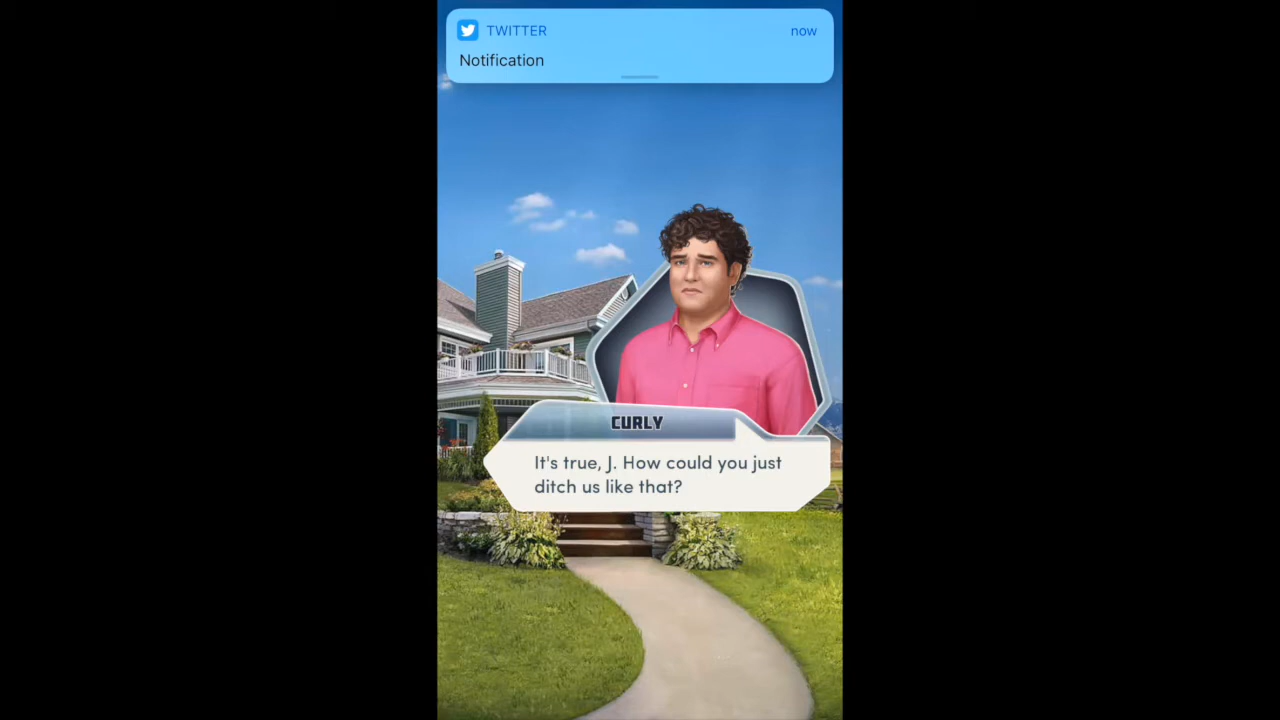 TWITTER now
Notification
CURLY
It's true, J. How could you just
ditch us like that?